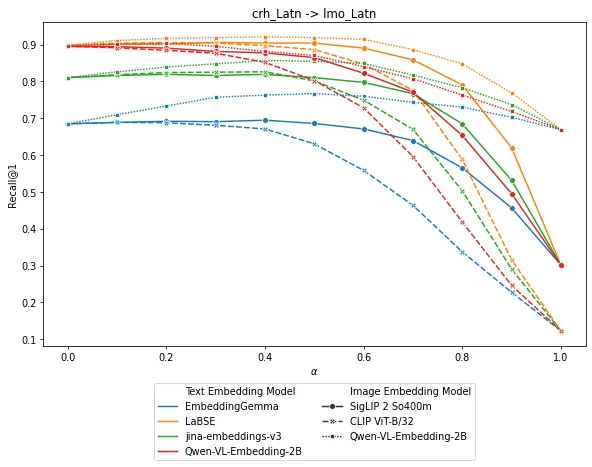 crh_Latn -> lmo_Latn
Recall@1
0.9
0.8
0.7
0.6
0.5
0.4
0.3
0.2
0.1
0.0 0.2 0.4 0.6 0.8 1.0
α
Text Embedding Model Image Embedding Model
EmbeddingGemma SigLIP 2 So400m
LaBSE CLIP ViT-B/32
jina-embeddings-v3 Qwen-VL-Embedding-2B
Qwen-VL-Embedding-2B